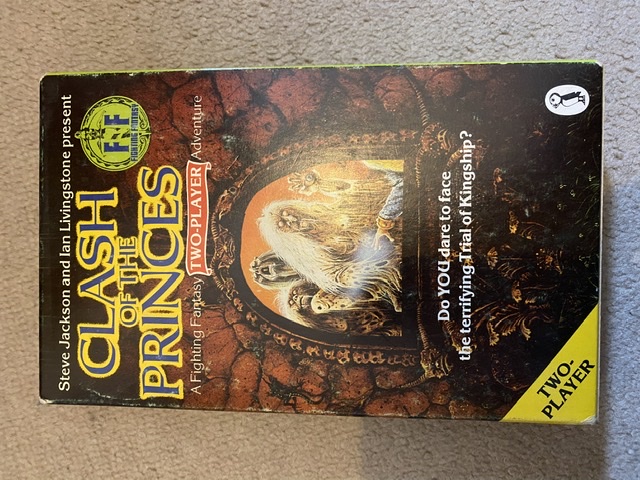 Steve Jackson and Ian Livingstone present
FNF
FIGHTING FANTASY
CLASH
OF THE
PRINCES
A Fighting Fantasy TWO-PLAYER Adventure
Do YOU dare to face
the terrifying Trial of Kingship?
TWO-
PLAYER